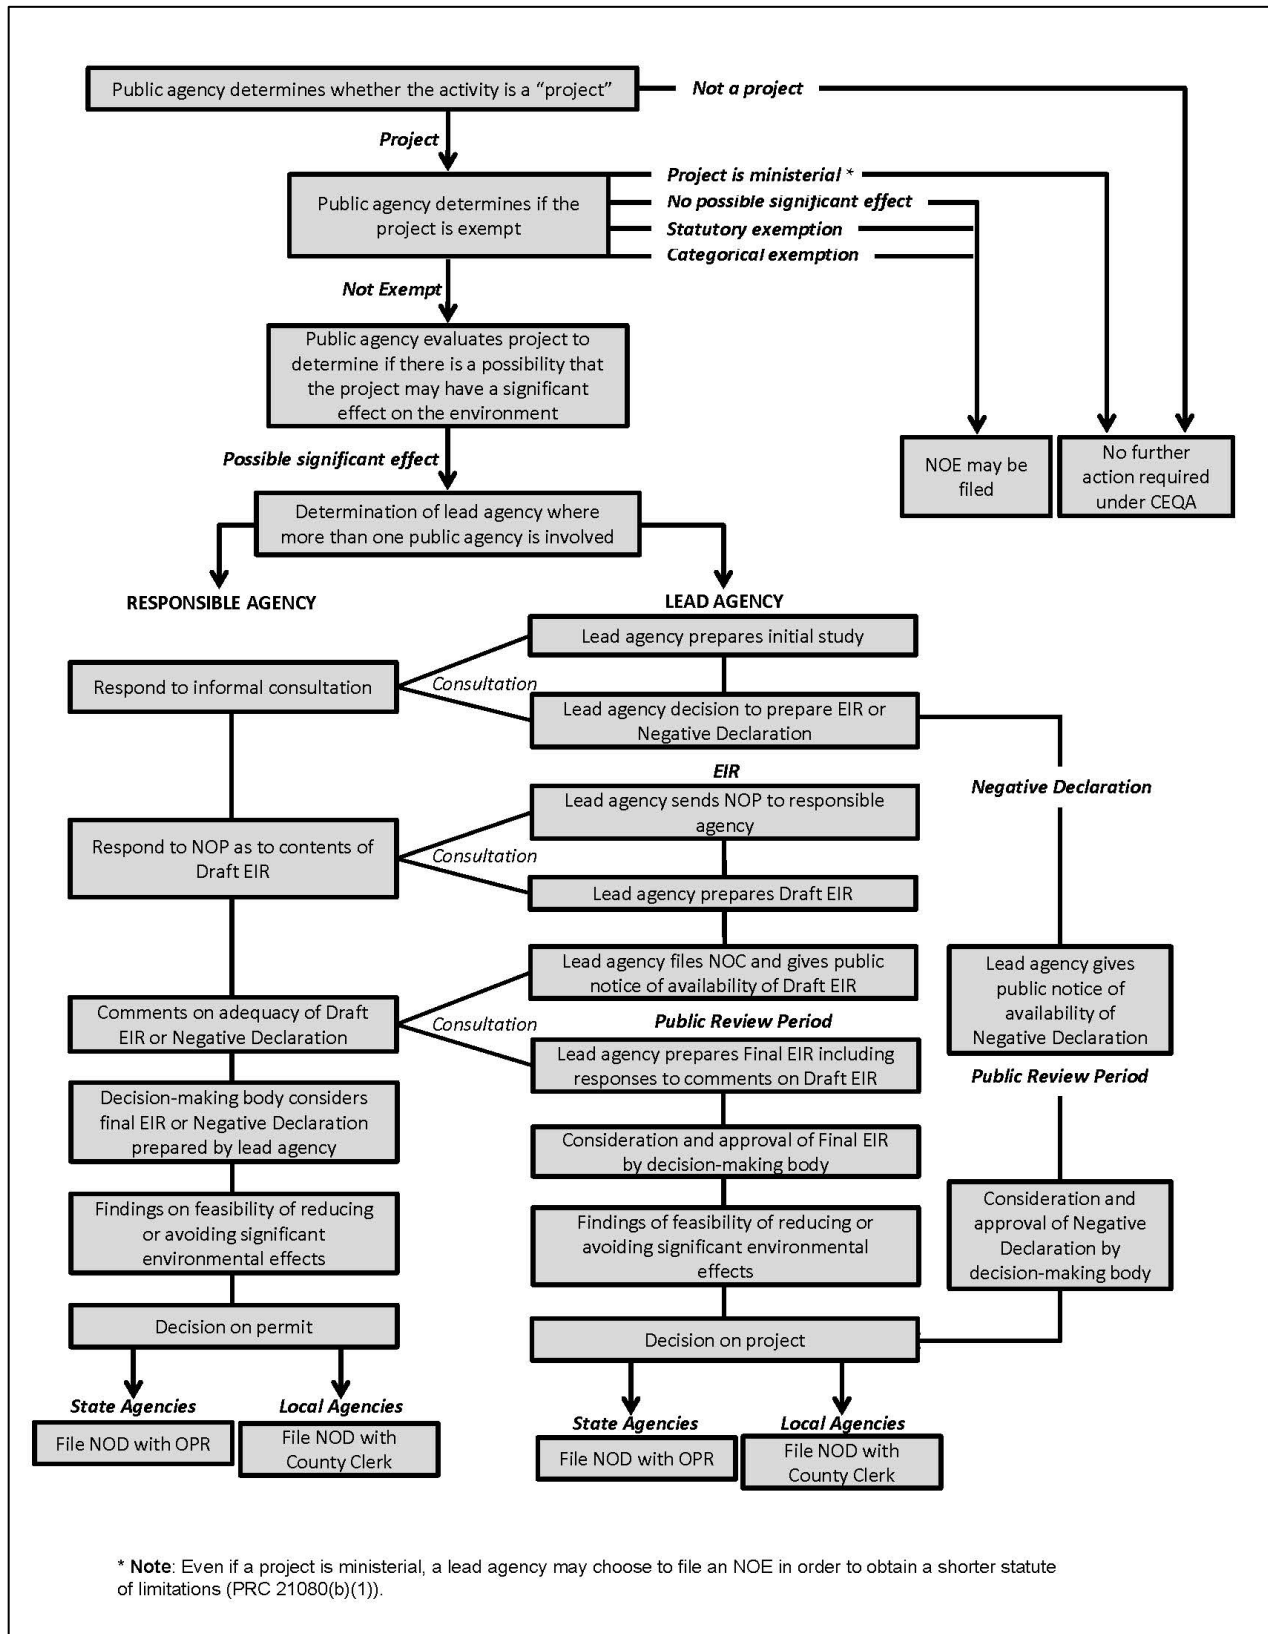 Public agency determines whether the activity is a “project”
Not a project
Project
Project is ministerial *
No possible significant effect
Statutory exemption
Categorical exemption
Public agency determines if the
project is exempt
Not Exempt
Public agency evaluates project to
determine if there is a possibility that
the project may have a significant
effect on the environment
NOE may be
filed
No further
action required
under CEQA
Possible significant effect
Determination of lead agency where
more than one public agency is involved
RESPONSIBLE AGENCY
LEAD AGENCY
Lead agency prepares initial study
Respond to informal consultation
Consultation
Lead agency decision to prepare EIR or
Negative Declaration
EIR
Negative Declaration
Lead agency sends NOP to responsible
agency
Respond to NOP as to contents of
Draft EIR
Consultation
Lead agency prepares Draft EIR
Lead agency files NOC and gives public
notice of availability of Draft EIR
Lead agency gives
public notice of
availability of
Negative Declaration
Comments on adequacy of Draft
EIR or Negative Declaration
Consultation
Public Review Period
Lead agency prepares Final EIR including
responses to comments on Draft EIR
Public Review Period
Decision-making body considers
final EIR or Negative Declaration
prepared by lead agency
Consideration and approval of Final EIR
by decision-making body
Findings on feasibility of reducing
or avoiding significant
environmental effects
Findings of feasibility of reducing or
avoiding significant environmental
effects
Consideration and
approval of Negative
Declaration by
decision-making body
Decision on permit
Decision on project
State Agencies
Local Agencies
File NOD with OPR
File NOD with
County Clerk
State Agencies
Local Agencies
File NOD with OPR
File NOD with
County Clerk
* Note: Even if a project is ministerial, a lead agency may choose to file an NOE in order to obtain a shorter statute
of limitations (PRC 21080(b)(1)).